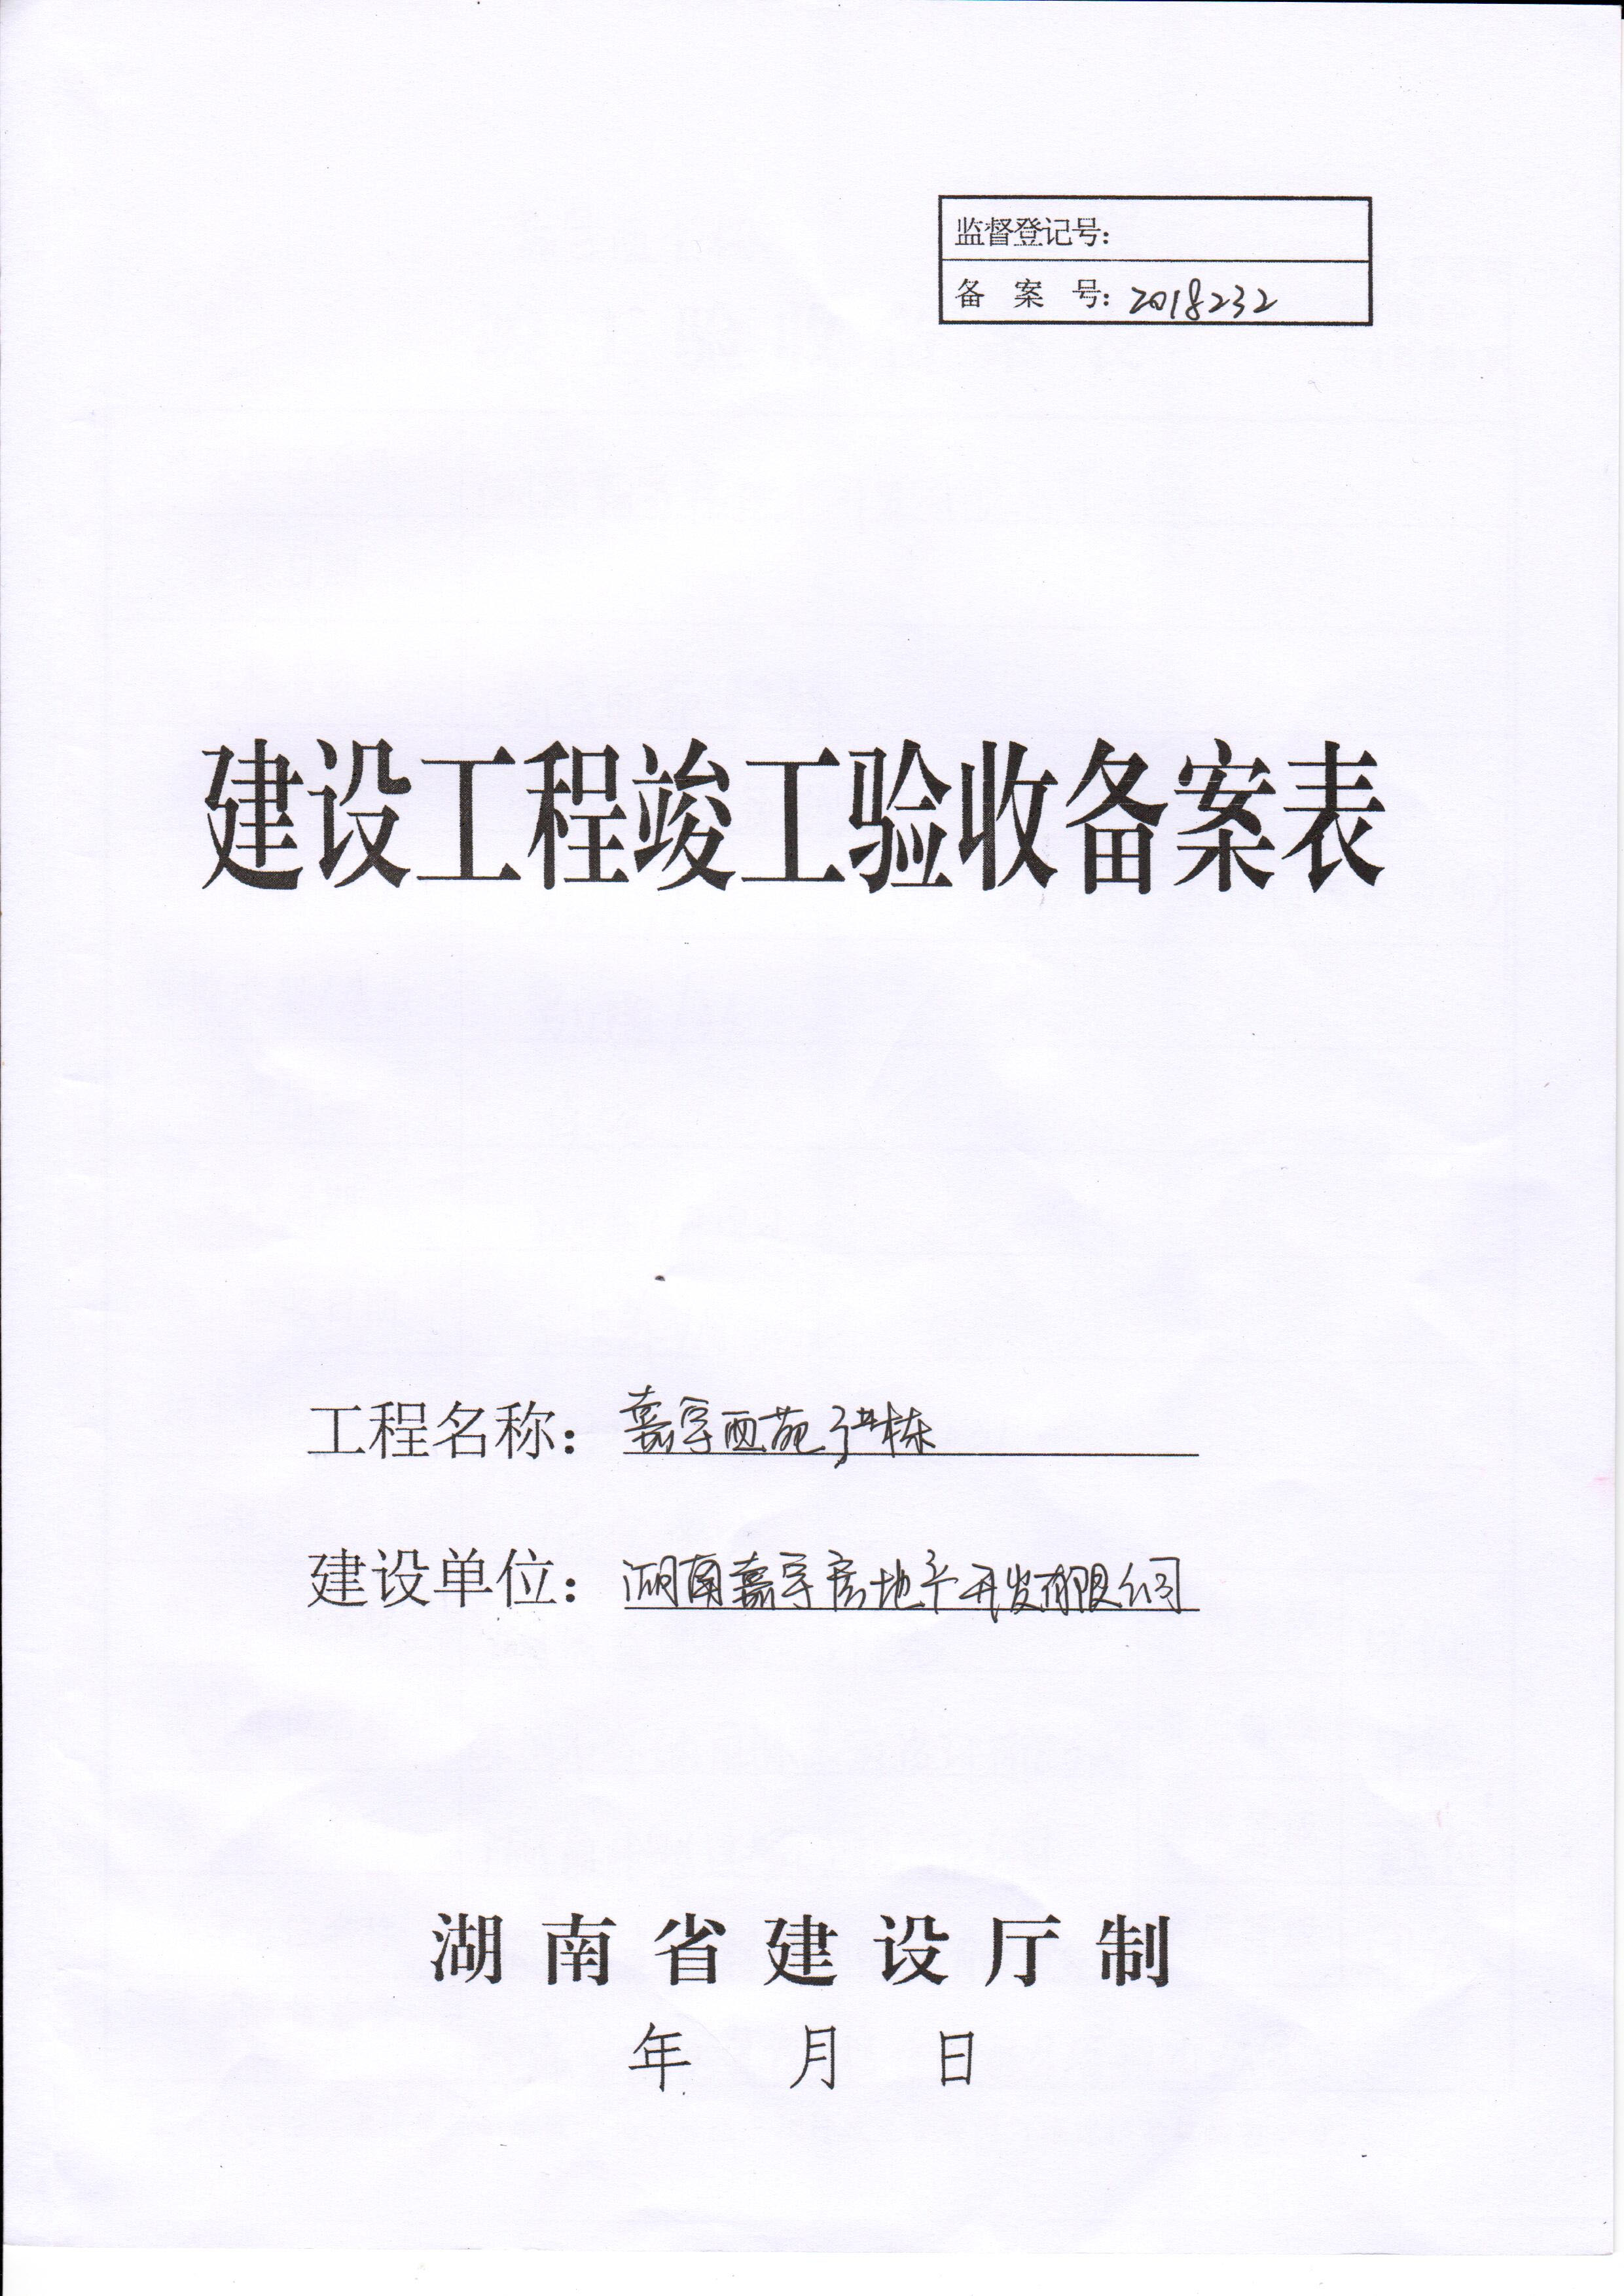 监督登记号：
备 案 号：2018232
建设工程竣工验收备案表
工程名称：嘉宇西苑3#栋
建设单位：湖南嘉宇房地产开发有限公司
湖南省建设厅制
年 月 日